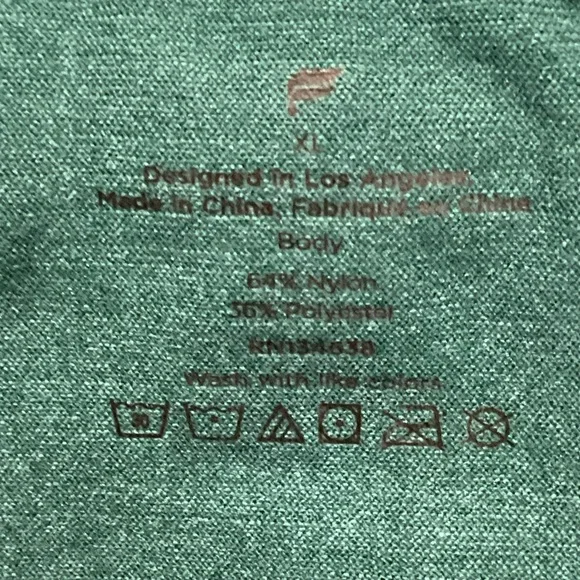 XL
Designed in Los Angeles
Made in China, Fabriqué en Chine
Body
64% Nylon
36% Polyester
RN134638
Wash with like colors